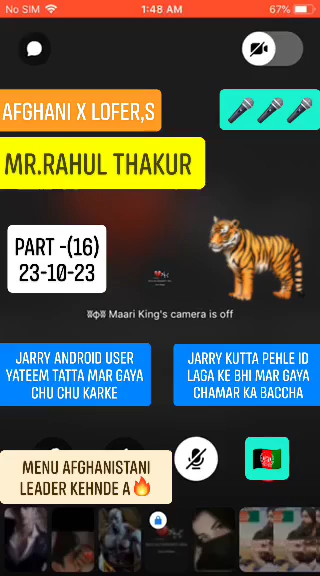 No SIM
1:48 AM
67%
AFGHANI X LOFER,S
MR.RAHUL THAKUR
PART -(16)
23-10-23
Maari King's camera is off
JARRY ANDROID USER
YATEEM TATTA MAR GAYA
CHU CHU KARKE
JARRY KUTTA PEHLE ID
LAGA KE BHI MAR GAYA
CHAMAR KA BACCHA
MENU AFGHANISTANI
LEADER KEHNDE A🔥